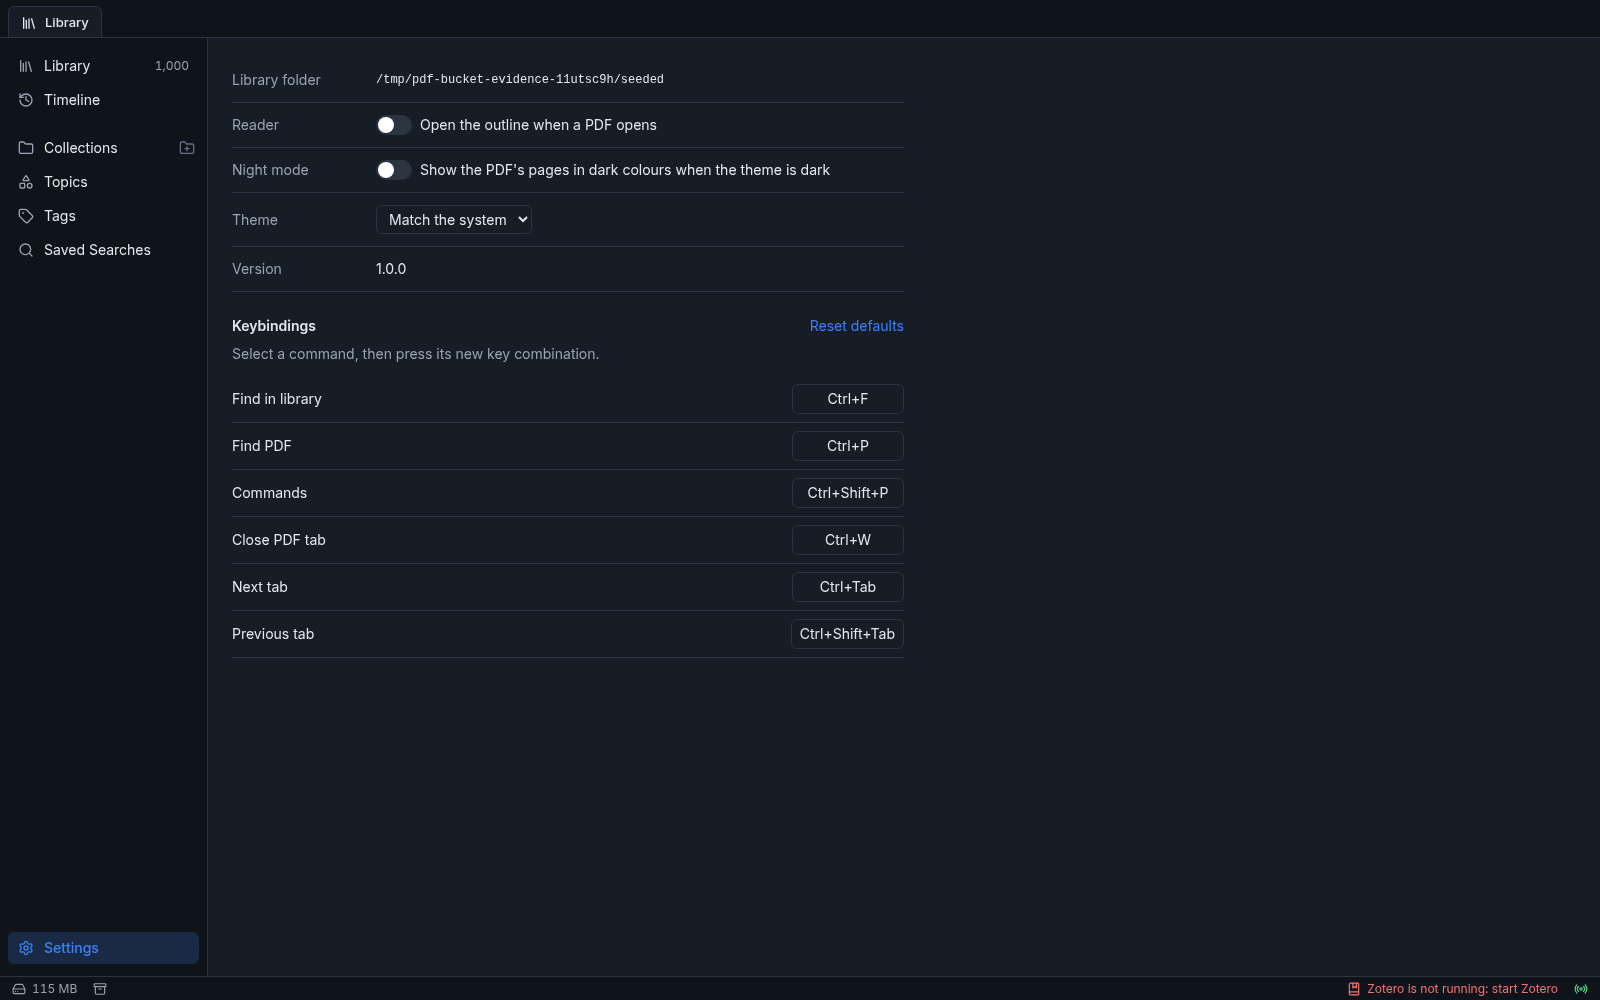 Library
Library 1,000
Timeline
Collections
Topics
Tags
Saved Searches
Settings
Library folder /tmp/pdf-bucket-evidence-11utsc9h/seeded
Reader Open the outline when a PDF opens
Night mode Show the PDF's pages in dark colours when the theme is dark
Theme Match the system
Version 1.0.0
Keybindings Reset defaults
Select a command, then press its new key combination.
Find in library Ctrl+F
Find PDF Ctrl+P
Commands Ctrl+Shift+P
Close PDF tab Ctrl+W
Next tab Ctrl+Tab
Previous tab Ctrl+Shift+Tab
115 MB Zotero is not running: start Zotero